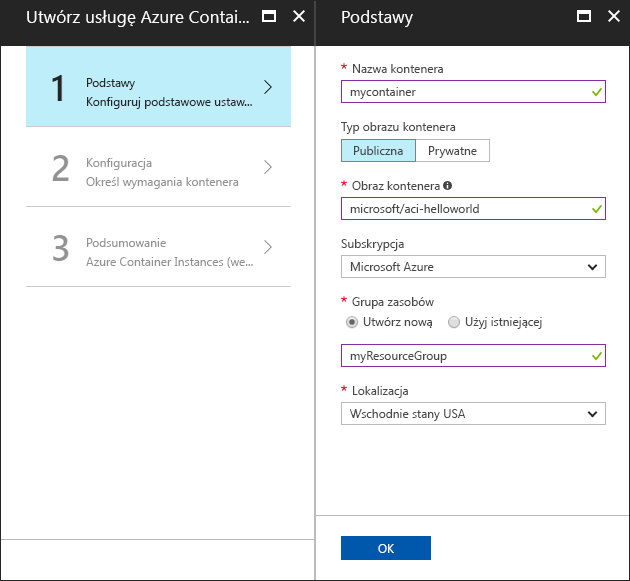 Utwórz usługę Azure Contai...
1
Podstawy
Konfiguruj podstawowe ustaw...
2
Konfiguracja
Określ wymagania kontenera
3
Podsumowanie
Azure Container Instances (we...
Podstawy
* Nazwa kontenera
mycontainer
Typ obrazu kontenera
Publiczna Prywatne
* Obraz kontenera
microsoft/aci-helloworld
Subskrypcja
Microsoft Azure
* Grupa zasobów
Utwórz nową Użyj istniejącej
myResourceGroup
* Lokalizacja
Wschodnie stany USA
OK